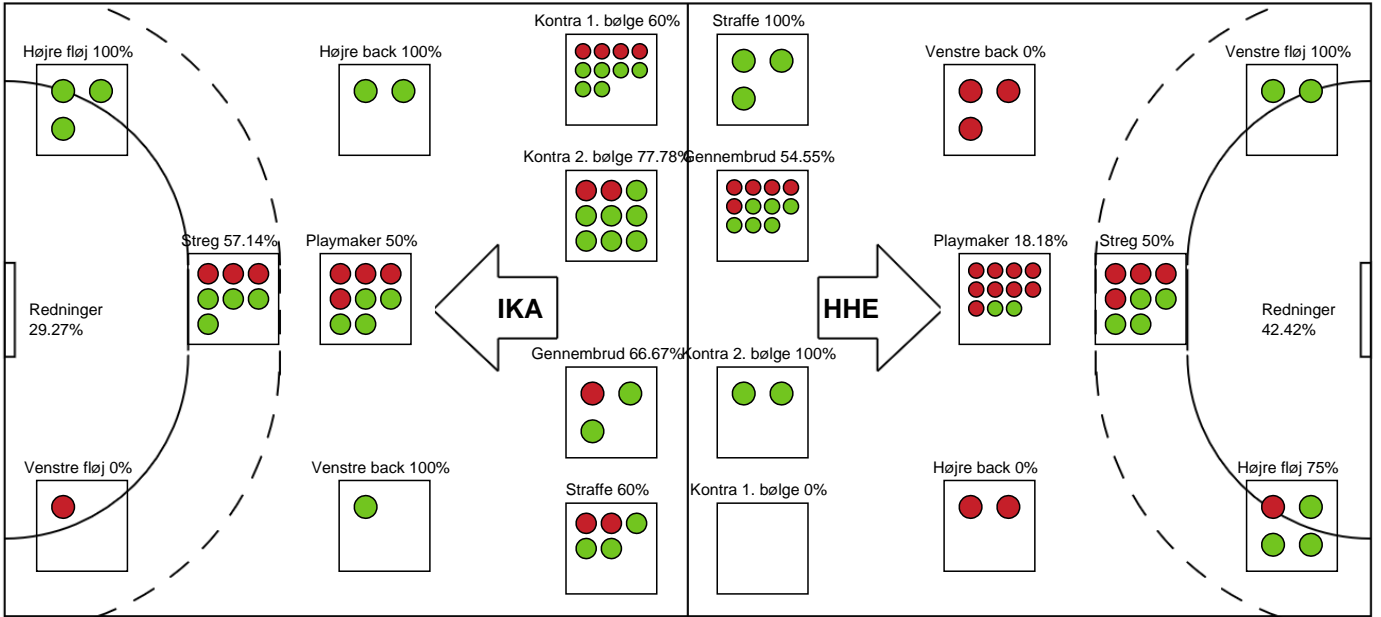 Kontra 1. bølge 60%
Straffe 100%
Højre fløj 100%
Højre back 100%
Venstre back 0%
Venstre fløj 100%
Kontra 2. bølge 77.78%
Gennembrud 54.55%
Streg 57.14%
Playmaker 50%
Playmaker 18.18%
Streg 50%
Redninger
29.27%
IKA
HHE
Redninger
42.42%
Gennembrud 66.67%
Kontra 2. bølge 100%
Venstre fløj 0%
Venstre back 100%
Straffe 60%
Kontra 1. bølge 0%
Højre back 0%
Højre fløj 75%